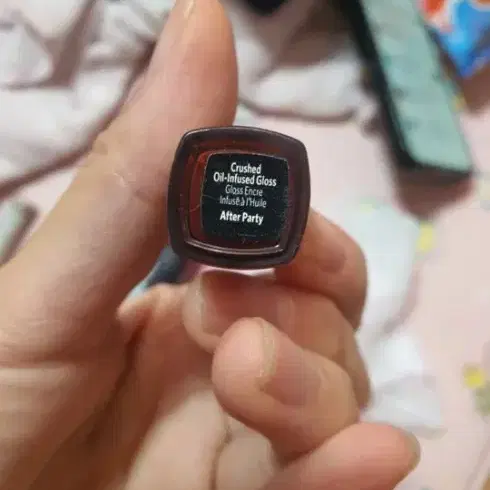 Crushed
Oil-Infused Gloss
Gloss Encre
Infusé à l'Huile
After Party